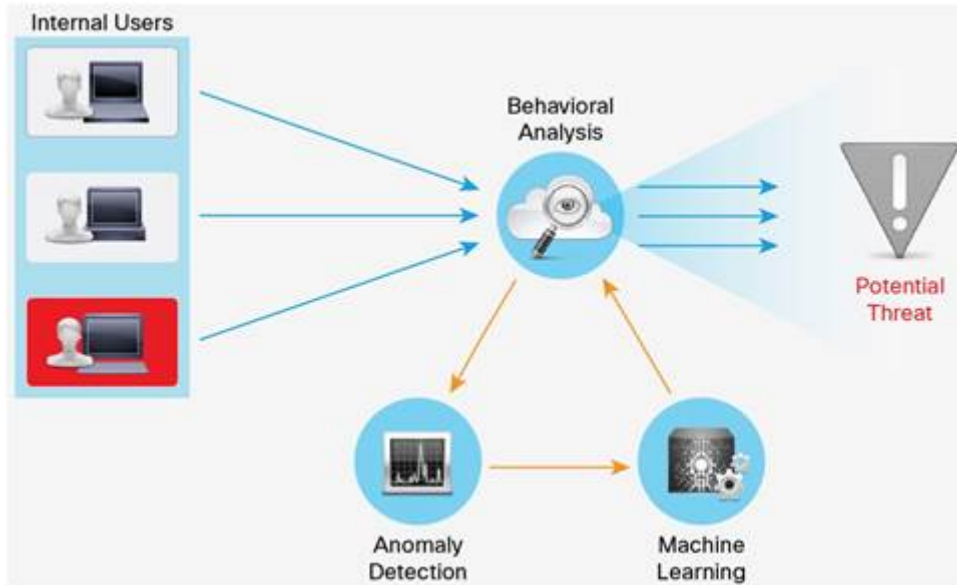 Internal Users
Behavioral
Analysis
Potential
Threat
Anomaly
Detection
Machine
Learning